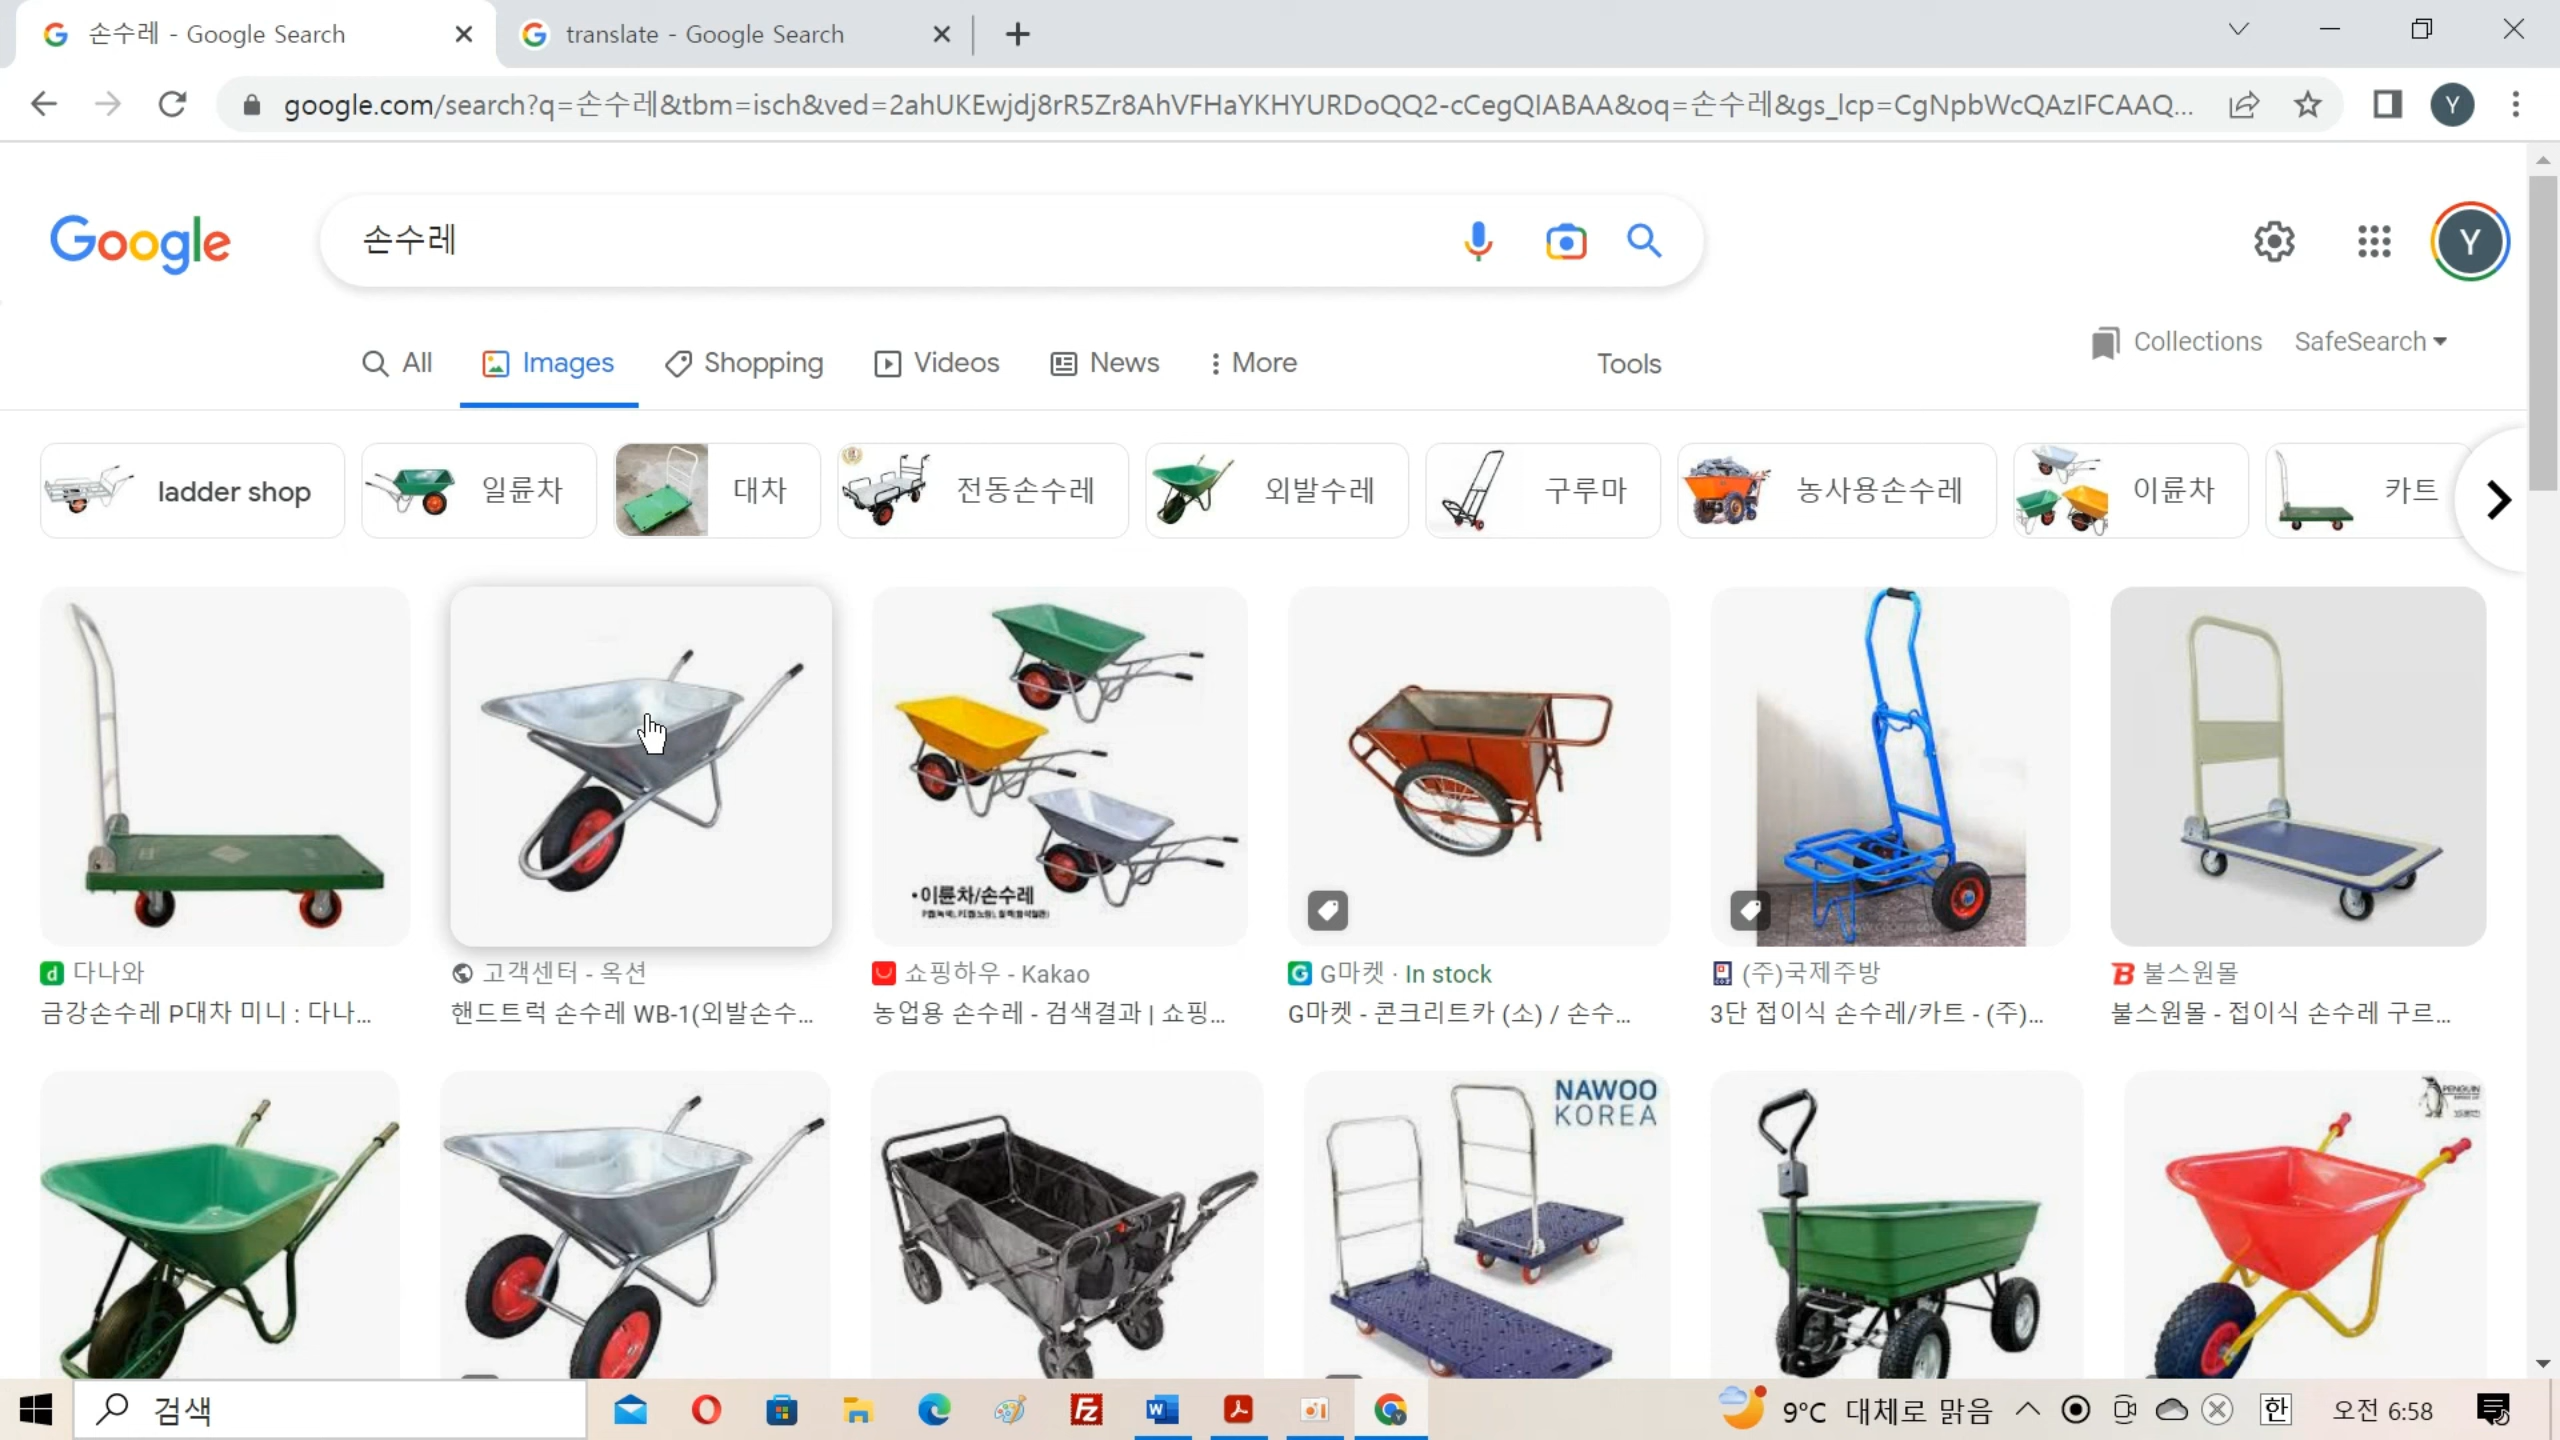 손수레 - Google Search
translate - Google Search
google.com/search?q=손수레&tbm=isch&ved=2ahUKEwjdj8rR5Zr8AhVFHaYKHYURDoQQ2-cCegQIABAA&oq=손수레&gs_lcp=CgNpbWcQAzIFCAAQ...
Y
Google
손수레
Y
All
Images
Shopping
Videos
News
More
Tools
Collections
SafeSearch
ladder shop
일륜차
대차
전동손수레
외발수레
구루마
농사용손수레
이륜차
카트
•이륜차/손수레
NAWOO
KOREA
PENGUIN
다나와
금강손수레 P대차 미니 : 다나...
고객센터 - 옥션
핸드트럭 손수레 WB-1(외발손수...
쇼핑하우 - Kakao
농업용 손수레 - 검색결과 | 쇼핑...
G마켓 · In stock
G마켓 - 콘크리트카 (소) / 손수...
(주)국제주방
3단 접이식 손수레/카트 - (주)...
불스원몰
불스원몰 - 접이식 손수레 구르...
검색
9°C 대체로 맑음
한
오전 6:58